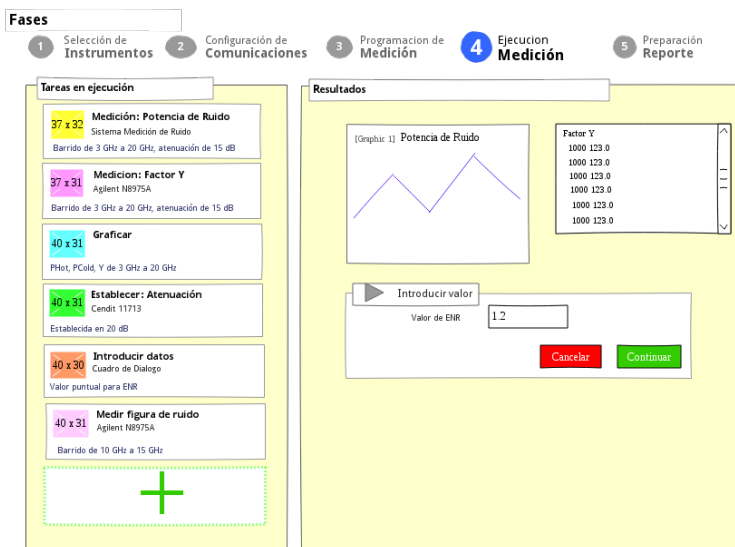 Fases
1 Selección de Instrumentos
2 Configuración de Comunicaciones
3 Programacion de Medición
4 Ejecucion Medición
5 Preparación Reporte
Tareas en ejecución
37 x 32 Medición: Potencia de Ruido
Sistema Medición de Ruido
Barrido de 3 GHz a 20 GHz, atenuación de 15 dB
37 x 31 Medicion: Factor Y
Agilent N8975A
Barrido de 3 GHz a 20 GHz, atenuación de 15 dB
40 x 31 Graficar
PHot, PCold, Y de 3 GHz a 20 GHz
40 x 31 Establecer: Atenuación
Cendit 11713
Establecida en 20 dB
40 x 30 Introducir datos
Cuadro de Dialogo
Valor puntual para ENR
40 x 31 Medir figura de ruido
Agilent N8975A
Barrido de 10 GHz a 15 GHz
Resultados
[Graphic 1] Potencia de Ruido
Factor Y
1000 123.0
1000 123.0
1000 123.0
1000 123.0
1000 123.0
1000 123.0
Introducir valor
Valor de ENR 1.2
Cancelar Continuar